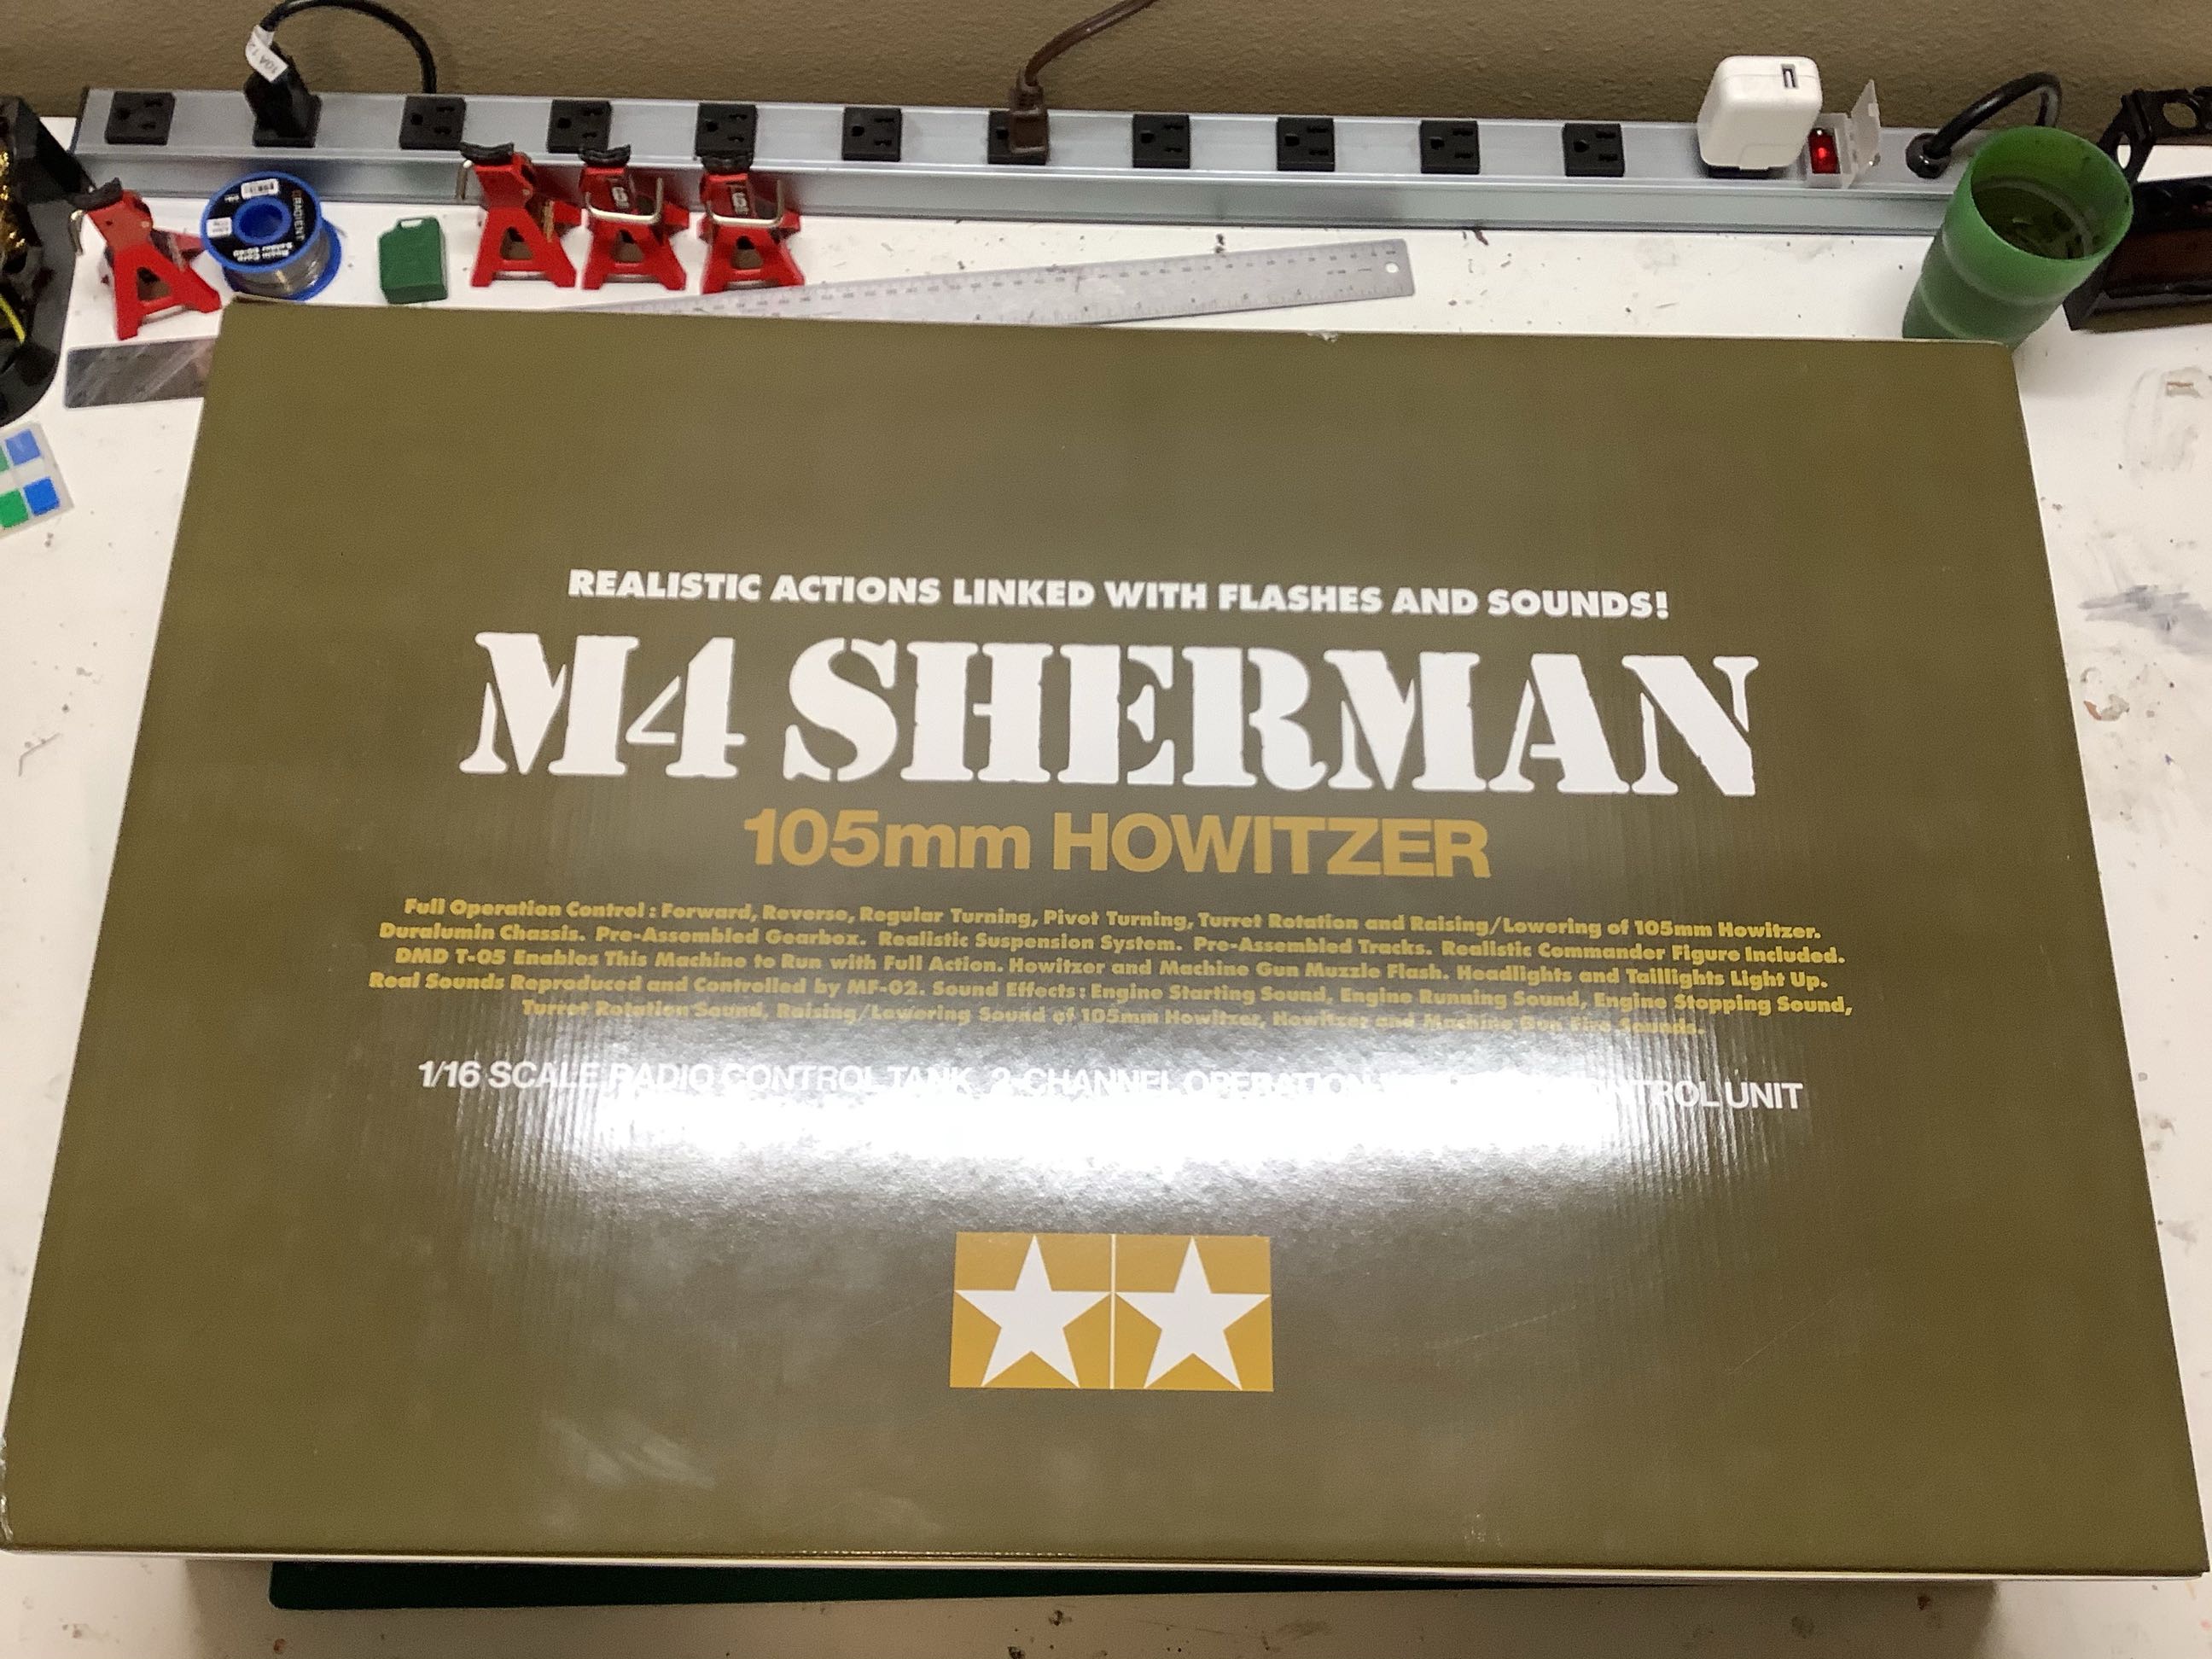 10A 12
6
6
REALISTIC ACTIONS LINKED WITH FLASHES AND SOUNDS!
M4 SHERMAN
105mm HOWITZER
Full Operation Control : Forward, Reverse, Regular Turning, Pivot Turning, Turret Rotation and Raising/Lowering of 105mm Howitzer.
Duralumin Chassis. Pre-Assembled Gearbox. Realistic Suspension System. Pre-Assembled Tracks. Realistic Commander Figure Included.
DMD T-05 Enables This Machine to Run with Full Action. Howitzer and Machine Gun Muzzle Flash. Headlights and Taillights Light Up.
Real Sounds Reproduced and Controlled by MF-02. Sound Effects : Engine Starting Sound, Engine Running Sound, Engine Stopping Sound,
Turret Rotation Sound, Raising/Lowering Sound of 105mm Howitzer, Howitzer and Machine Gun Fire Sounds.
1/16 SCALE RADIO CONTROL TANK 2-CHANNEL OPERATION CONTROL UNIT